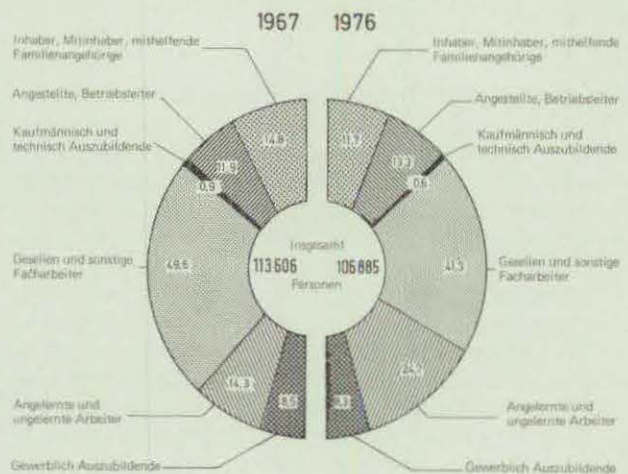 1967 1976
Inhaber, Mitinhaber, mithelfende
Familienangehörige
Angestellte, Betriebsleiter
Kaufmännisch und
technisch Auszubildende
Gesellen und sonstige
Facharbeiter
Angelernte und
ungelernte Arbeiter
Gewerblich Auszubildende
14,8
11,9
0,9
49,6
14,3
8,5
Insgesamt
113 606 106 885
Personen
Inhaber, Mitinhaber, mithelfende
Familienangehörige
Angestellte, Betriebsleiter
Kaufmännisch und
technisch Auszubildende
Gesellen und sonstige
Facharbeiter
Angelernte und
ungelernte Arbeiter
Gewerblich Auszubildende
11,7
13,3
0,6
41,3